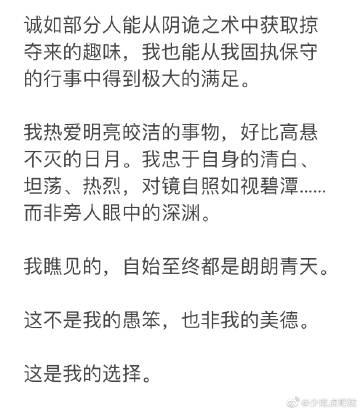 诚如部分人能从阴诡之术中获取掠
夺来的趣味，我也能从我固执保守
的行事中得到极大的满足。
我热爱明亮皎洁的事物，好比高悬
不灭的日月。我忠于自身的清白、
坦荡、热烈，对镜自照如视碧潭......
而非旁人眼中的深渊。
我瞧见的，自始至终都是朗朗青天。
这不是我的愚笨，也非我的美德。
这是我的选择。